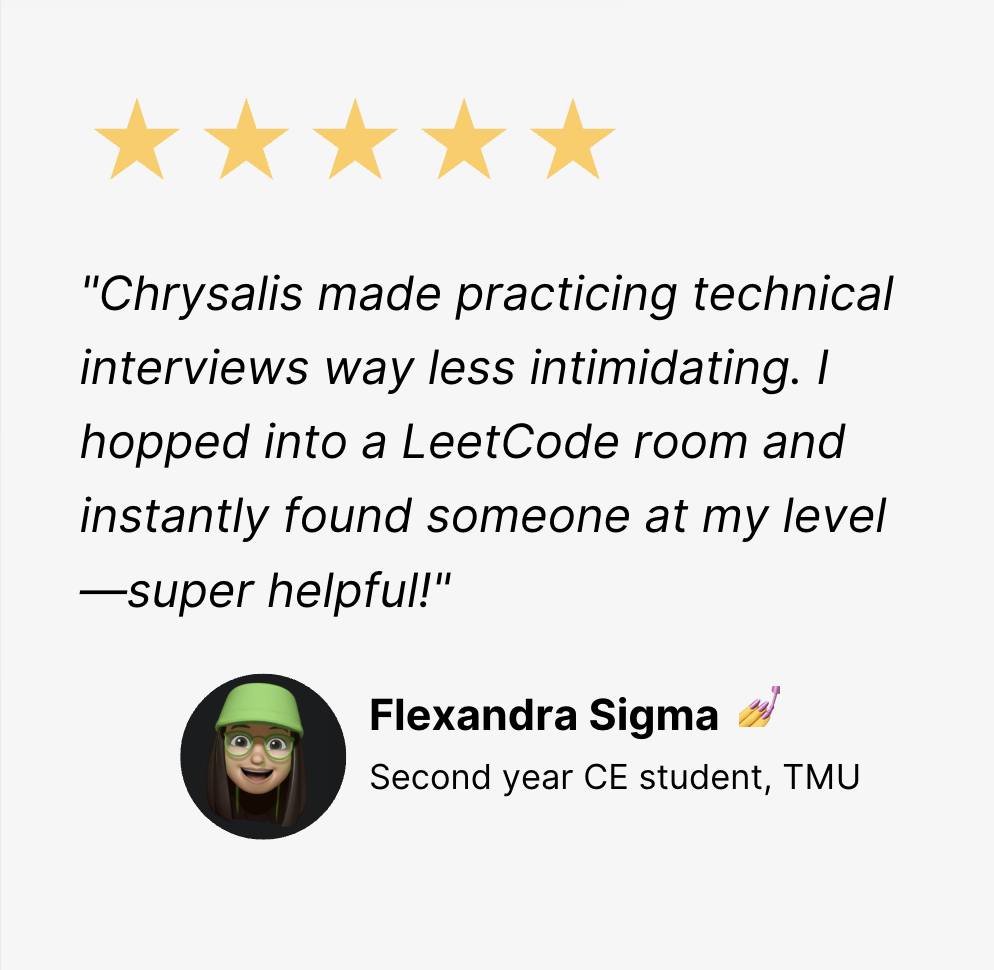 "Chrysalis made practicing technical
interviews way less intimidating. I
hopped into a LeetCode room and
instantly found someone at my level
—super helpful!"
Flexandra Sigma 💅
Second year CE student, TMU